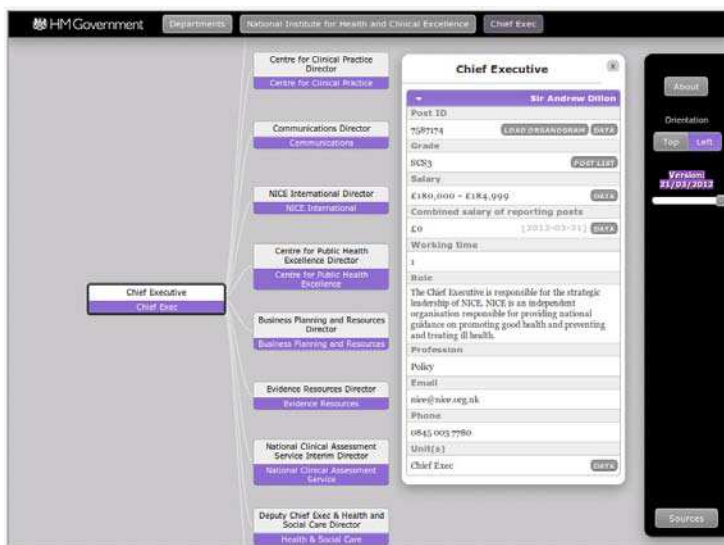 HM Government
Departments
National Institute for Health and Clinical Excellence
Chief Exec
Centre for Clinical Practice
Director
Centre for Clinical Practice
Communications Director
Communications
NICE International Director
NICE International
Centre for Public Health
Excellence Director
Centre for Public Health
Excellence
Chief Executive
Chief Exec
Business Planning and Resources
Director
Business Planning and Resources
Evidence Resources Director
Evidence Resources
National Clinical Assessment
Service Interim Director
National Clinical Assessment
Service
Deputy Chief Exec & Health and
Social Care Director
Health & Social Care
Chief Executive
x
Sir Andrew Dillon
Post ID
7587174 LOAD ORGANOGRAM DATA
Grade
SCS3 POST LIST
Salary
£180,000 - £184,999 DATA
Combined salary of reporting posts
£0 [2012-03-31] DATA
Working time
1
Role
The Chief Executive is responsible for the strategic
leadership of NICE. NICE is an independent
organisation responsible for providing national
guidance on promoting good health and preventing
and treating ill health.
Profession
Policy
Email
nice@nice.org.uk
Phone
0845 003 7780
Unit(s)
Chief Exec DATA
About
Orientation
Top Left
Version:
31/03/2012
Sources